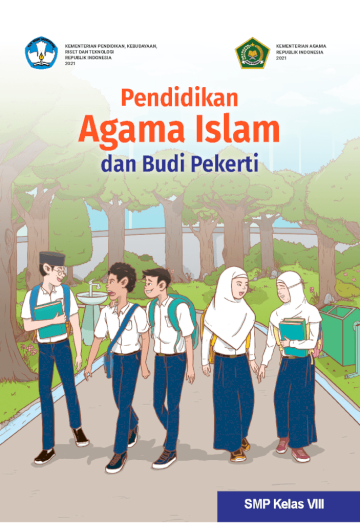 KEMENTERIAN PENDIDIKAN, KEBUDAYAAN,
RISET DAN TEKNOLOGI
REPUBLIK INDONESIA
2021
KEMENTERIAN AGAMA
REPUBLIK INDONESIA
2021
Pendidikan
Agama Islam
dan Budi Pekerti
SMP Kelas VIII